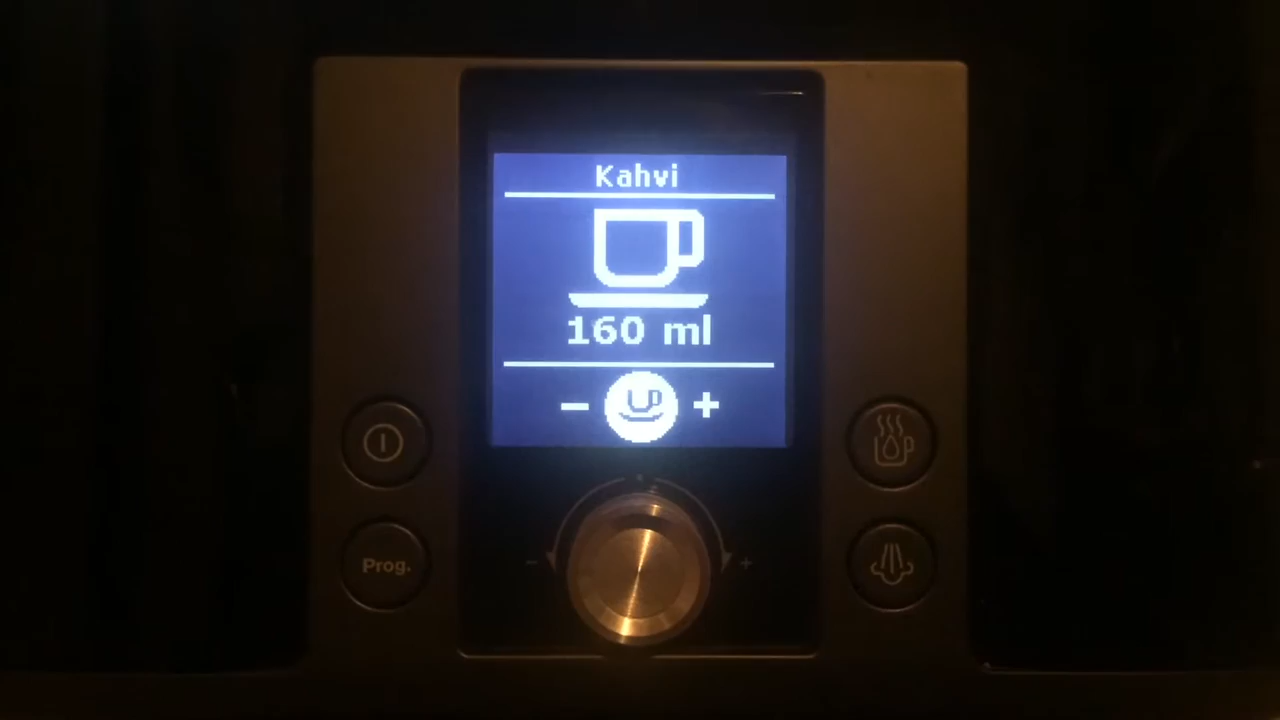 Kahvi
160 ml
- +
- +
Prog.